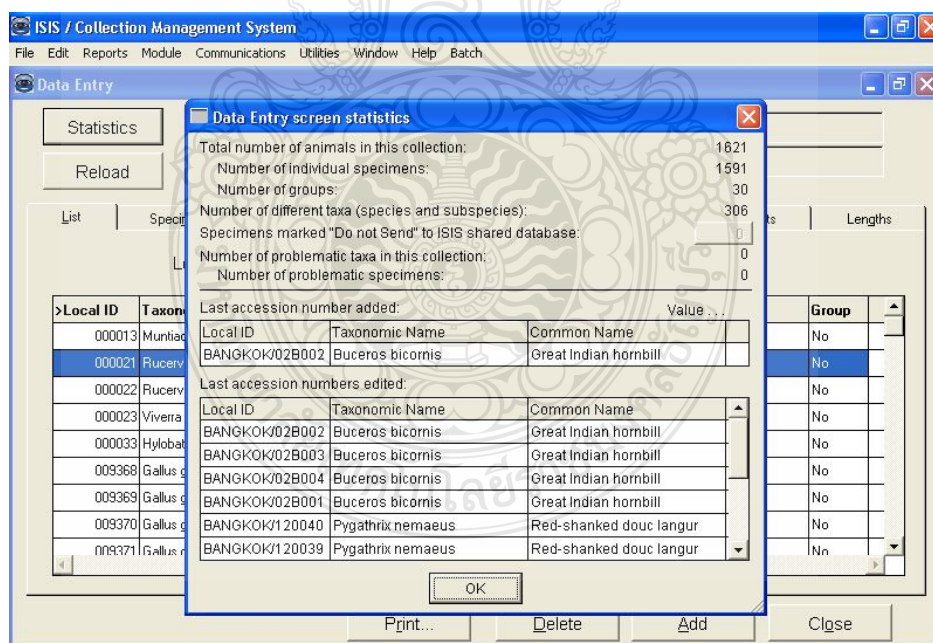 ISIS / Collection Management System
File Edit Reports Module Communications Utilities Window Help Batch
Data Entry
Statistics
Reload
List
Lengths
Data Entry screen statistics
Total number of animals in this collection: 1621
Number of individual specimens: 1591
Number of groups: 30
Number of different taxa (species and subspecies): 306
Specimens marked "Do not Send" to ISIS shared database: 0
Number of problematic taxa in this collection: 0
Number of problematic specimens: 0
Last accession number added: Value . . .
Local ID Taxonomic Name Common Name
BANGKOK/02B002 Buceros bicornis Great Indian hornbill
Last accession numbers edited:
Local ID Taxonomic Name Common Name
BANGKOK/02B002 Buceros bicornis Great Indian hornbill
BANGKOK/02B003 Buceros bicornis Great Indian hornbill
BANGKOK/02B004 Buceros bicornis Great Indian hornbill
BANGKOK/02B001 Buceros bicornis Great Indian hornbill
BANGKOK/120040 Pygathrix nemaeus Red-shanked douc langur
BANGKOK/120039 Pygathrix nemaeus Red-shanked douc langur
OK
>Local ID Group
000013 No
000021 No
000022 No
000023 Viverra No
000033 No
009368 Gallus No
009369 Gallus No
009370 Gallus No
009371 Gallus No
Print... Delete Add Close